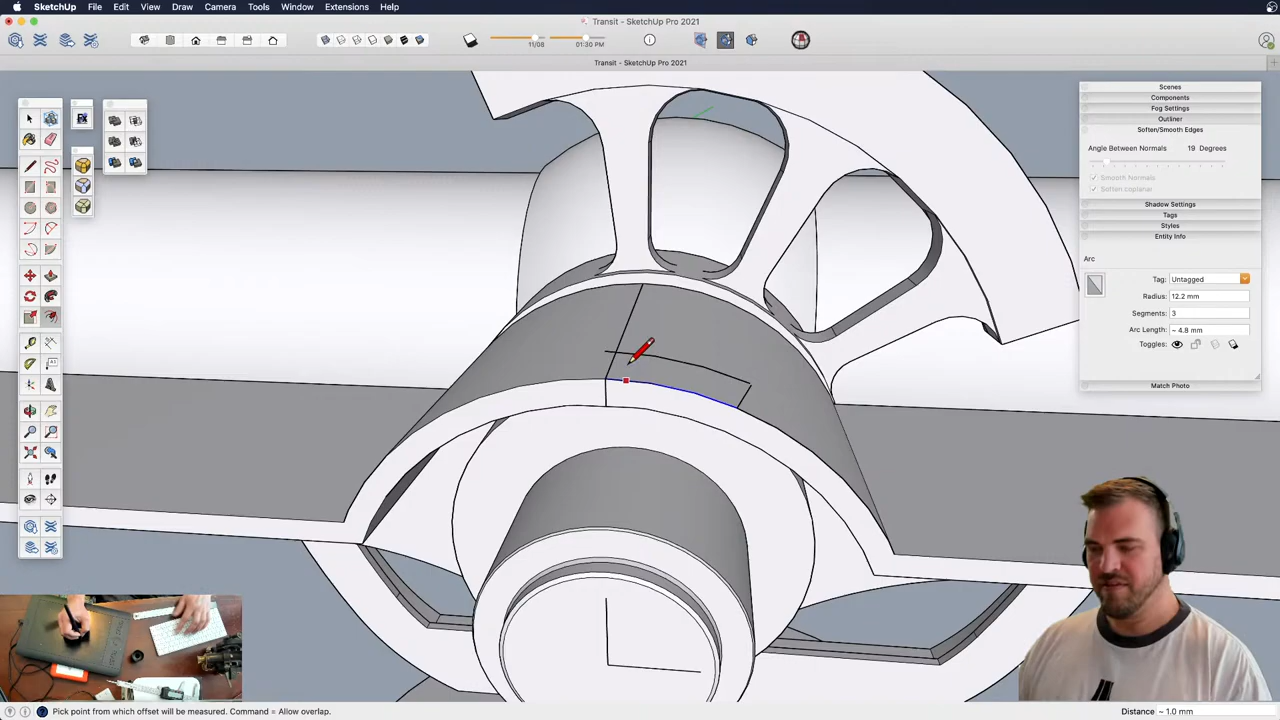 SketchUp File Edit View Draw Camera Tools Window Extensions Help
Transit - SketchUp Pro 2021
11/08
01:30 PM
Transit - SketchUp Pro 2021
Scenes
Components
Fog Settings
Outliner
Soften/Smooth Edges
Angle Between Normals 19 Degrees
Smooth Normals
Soften coplanar
Shadow Settings
Tags
Styles
Entity Info
Arc
Tag: Untagged
Radius: 12.2 mm
Segments: 3
Arc Length: ~ 4.8 mm
Toggles:
Match Photo
Pick point from which offset will be measured. Command = Allow overlap.
Distance ~ 1.0 mm